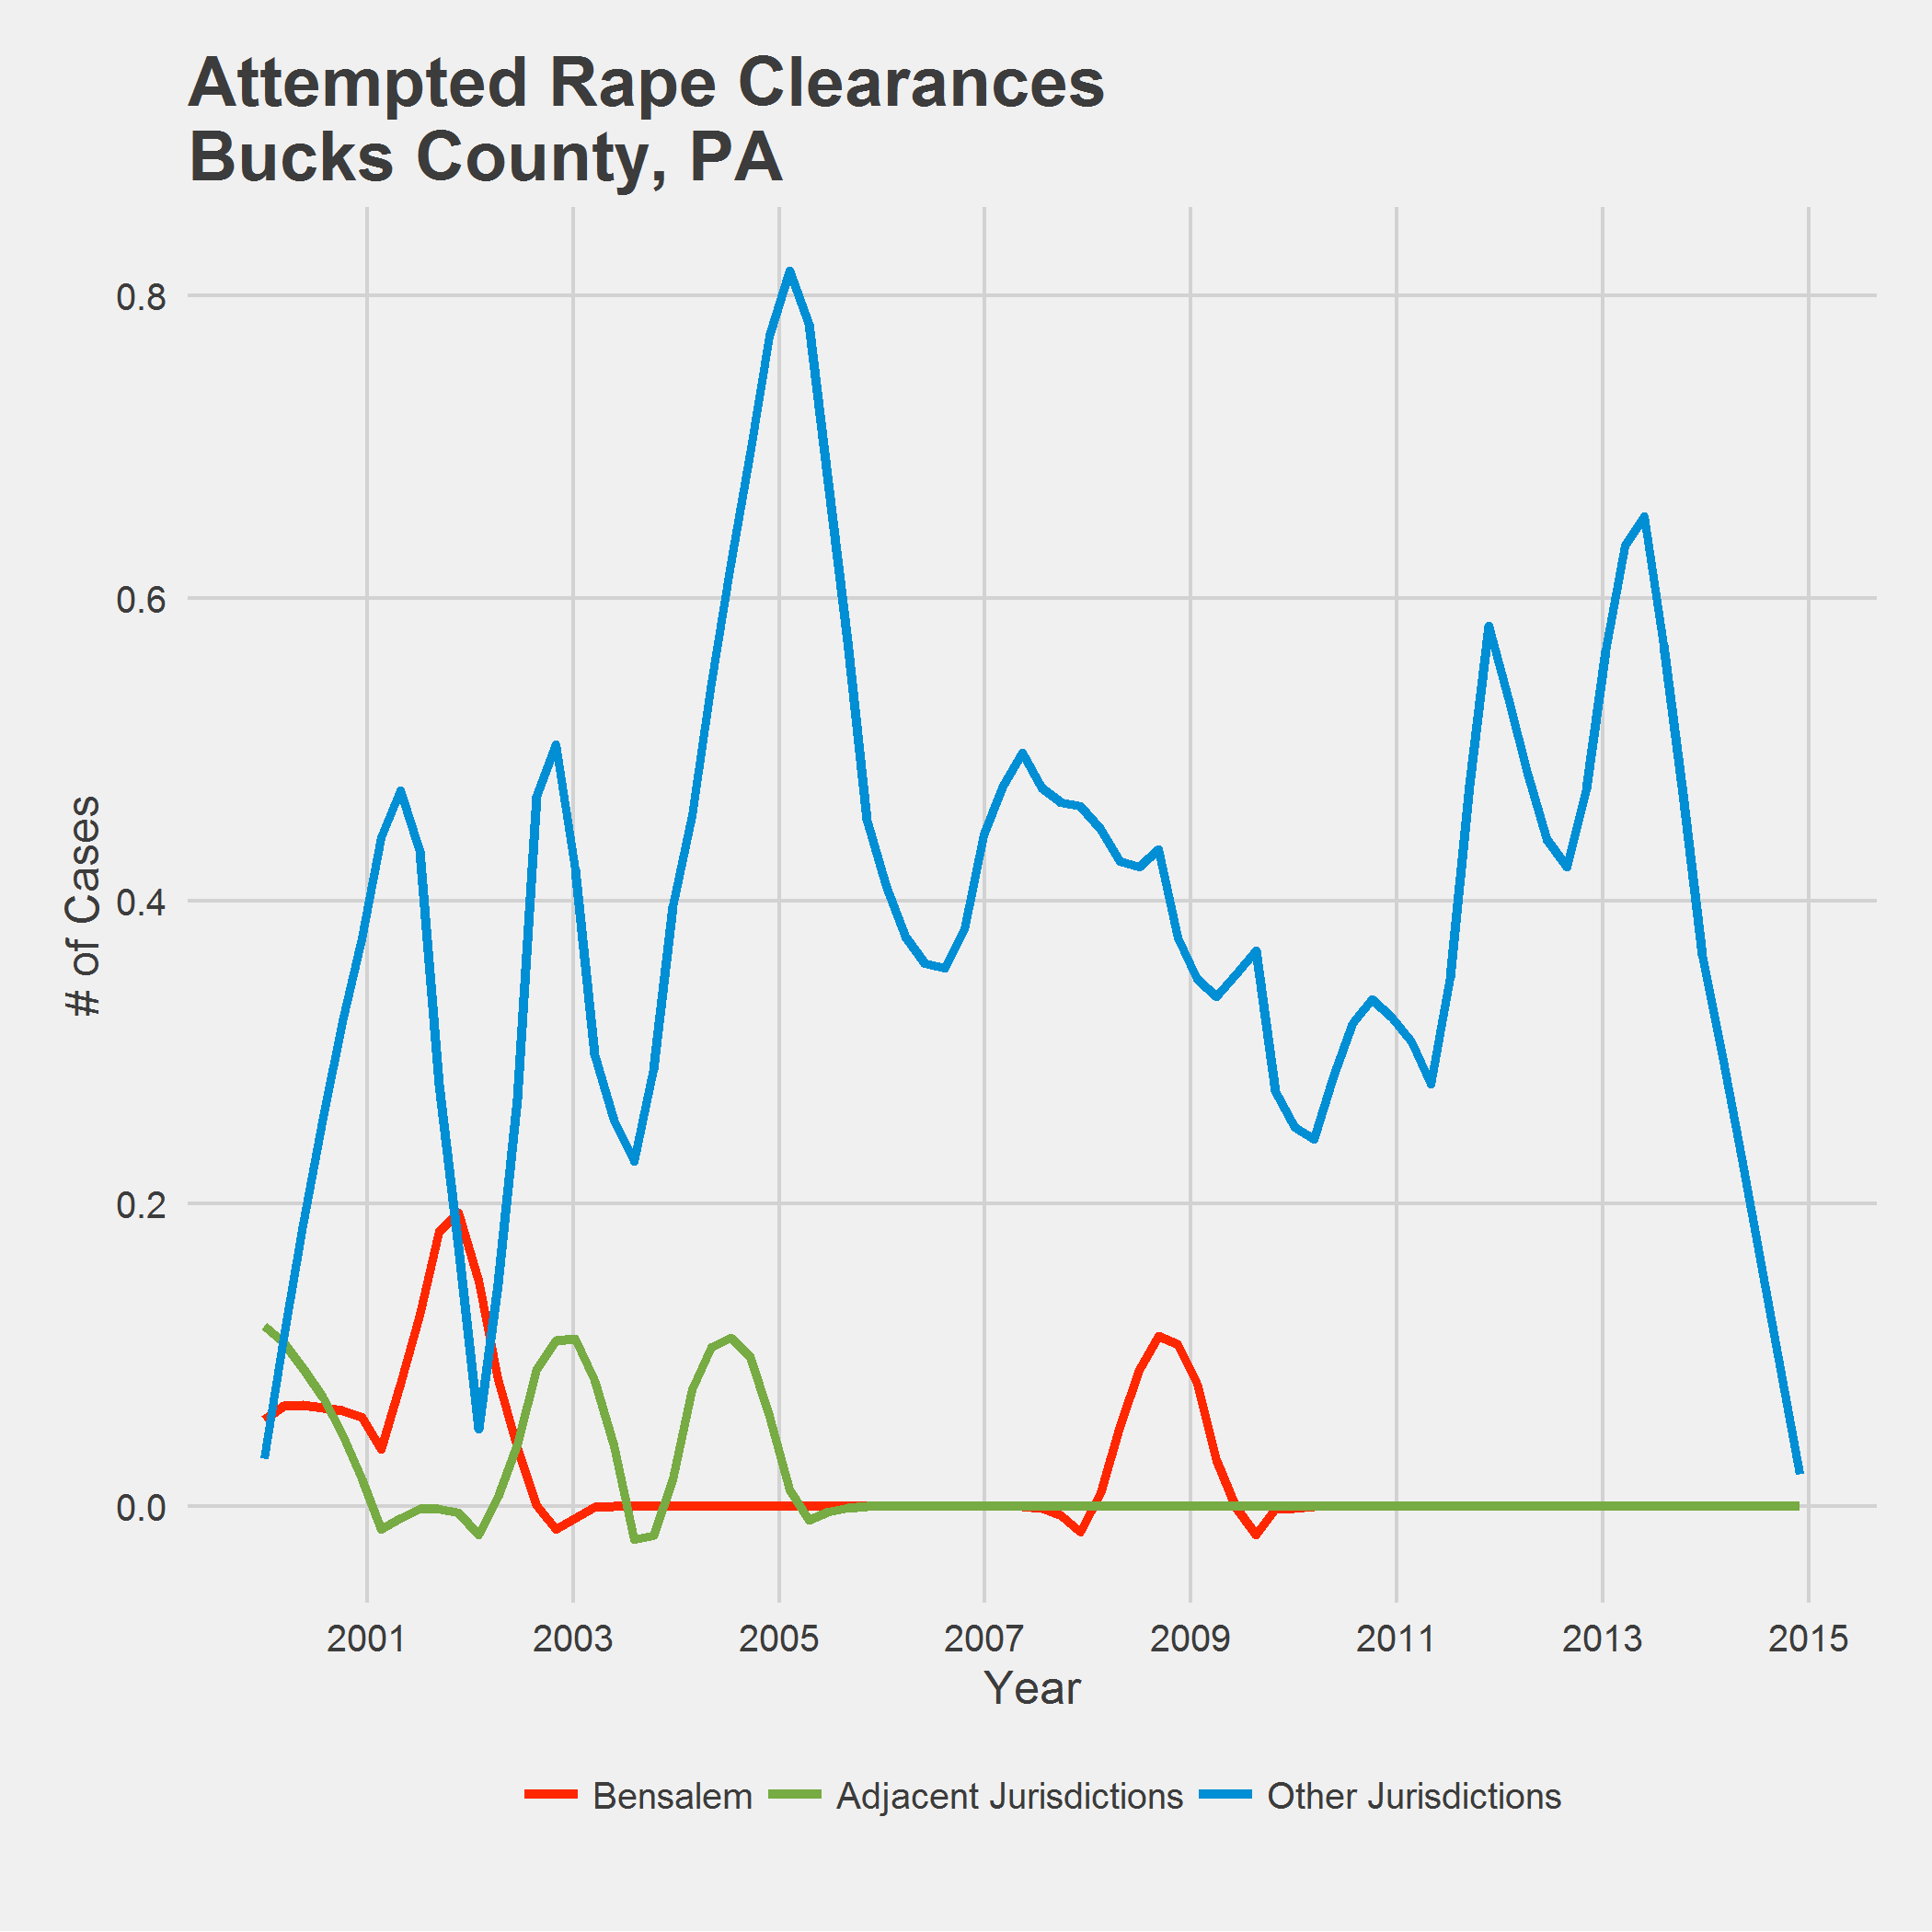 Attempted Rape Clearances
Bucks County, PA
# of Cases
0.8
0.6
0.4
0.2
0.0
2001 2003 2005 2007 2009 2011 2013 2015
Year
Bensalem Adjacent Jurisdictions Other Jurisdictions